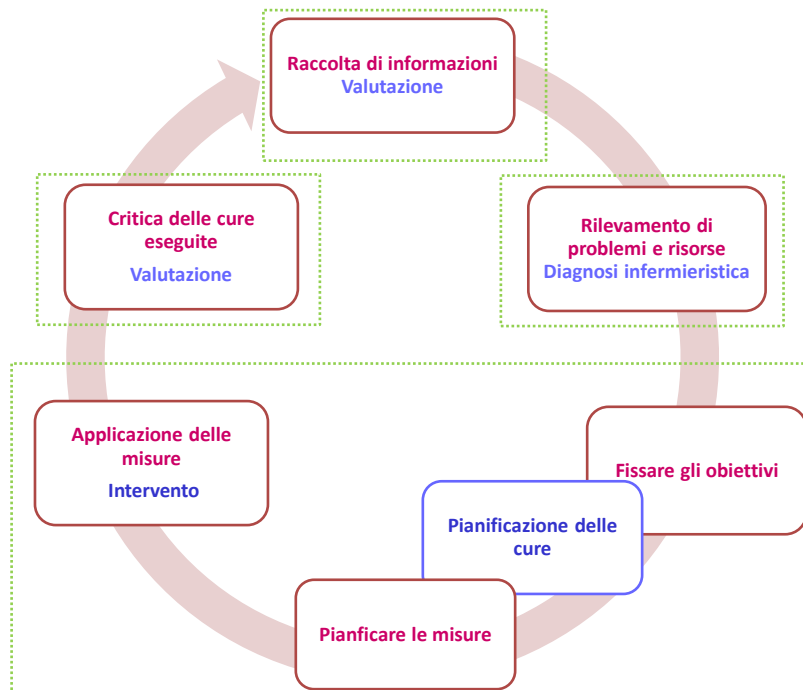 Raccolta di informazioni
Valutazione
Rilevamento di
problemi e risorse
Diagnosi infermieristica
Fissare gli obiettivi
Pianificazione delle
cure
Pianficare le misure
Applicazione delle
misure
Intervento
Critica delle cure
eseguite
Valutazione